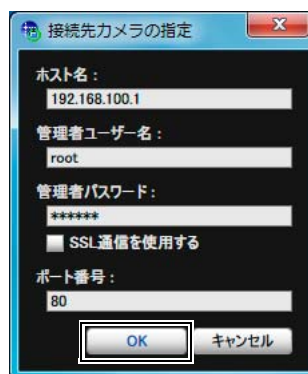 接続先カメラの指定
ホスト名：
192.168.100.1
管理者ユーザー名：
root
管理者パスワード：
******
SSL通信を使用する
ポート番号：
80
OK キャンセル